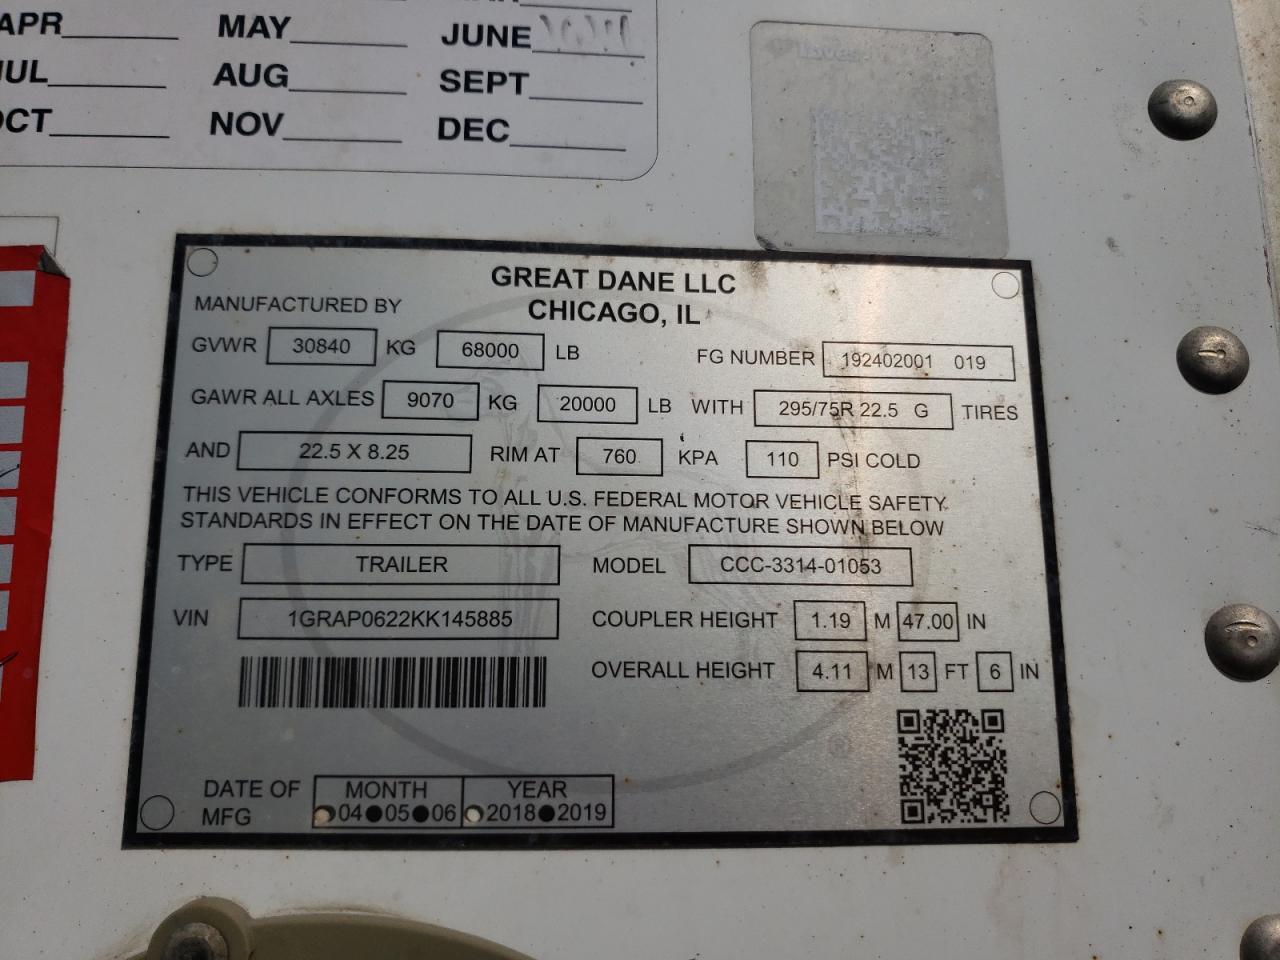 MAY JUNE
AUG SEPT
NOV DEC
GREAT DANE LLC
MANUFACTURED BY CHICAGO, IL
GVWR 30840 KG 68000 LB FG NUMBER 192402001 019
GAWR ALL AXLES 9070 KG 20000 LB WITH 295/75R 22.5 G TIRES
AND 22.5 X 8.25 RIM AT 760 KPA 110 PSI COLD
THIS VEHICLE CONFORMS TO ALL U.S. FEDERAL MOTOR VEHICLE SAFETY
STANDARDS IN EFFECT ON THE DATE OF MANUFACTURE SHOWN BELOW
TYPE TRAILER MODEL CCC-3314-01053
VIN 1GRAP0622KK145885 COUPLER HEIGHT 1.19 M 47.00 IN
OVERALL HEIGHT 4.11 M 13 FT 6 IN
®
DATE OF MFG MONTH YEAR
04 05 06 2018 2019